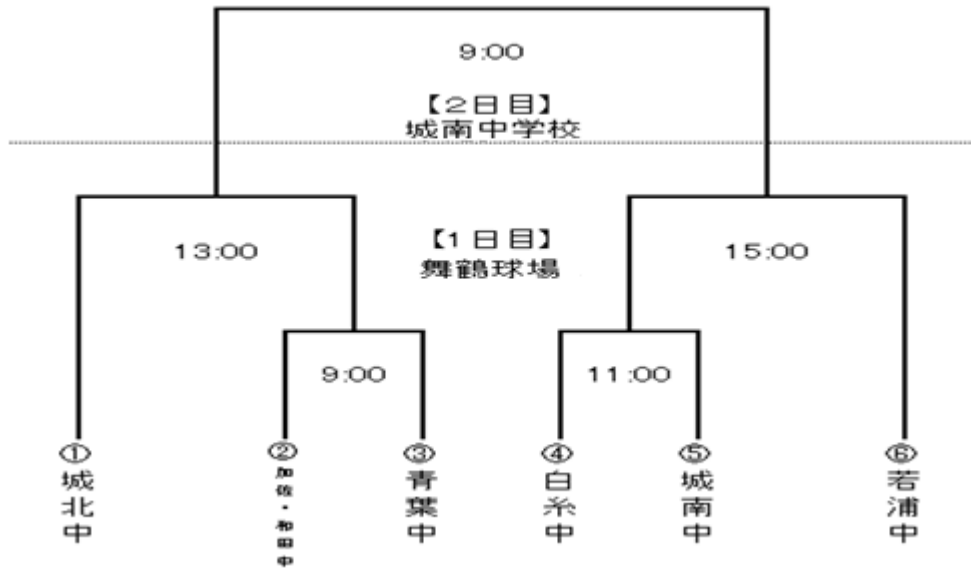 9:00
【2日目】
城南中学校
13:00
【1日目】
舞鶴球場
15:00
9:00
11:00
①城北中
②加佐・和田中
③青葉中
④白糸中
⑤城南中
⑥若浦中